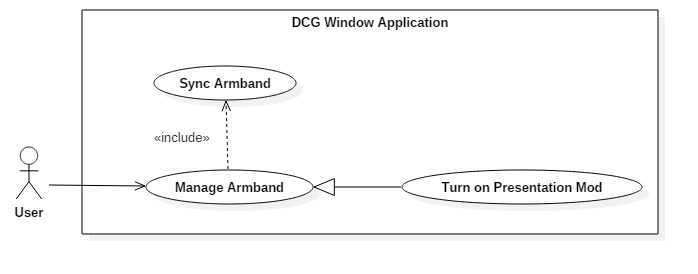 DCG Window Application
Sync Armband
«include»
Manage Armband
Turn on Presentation Mod
User